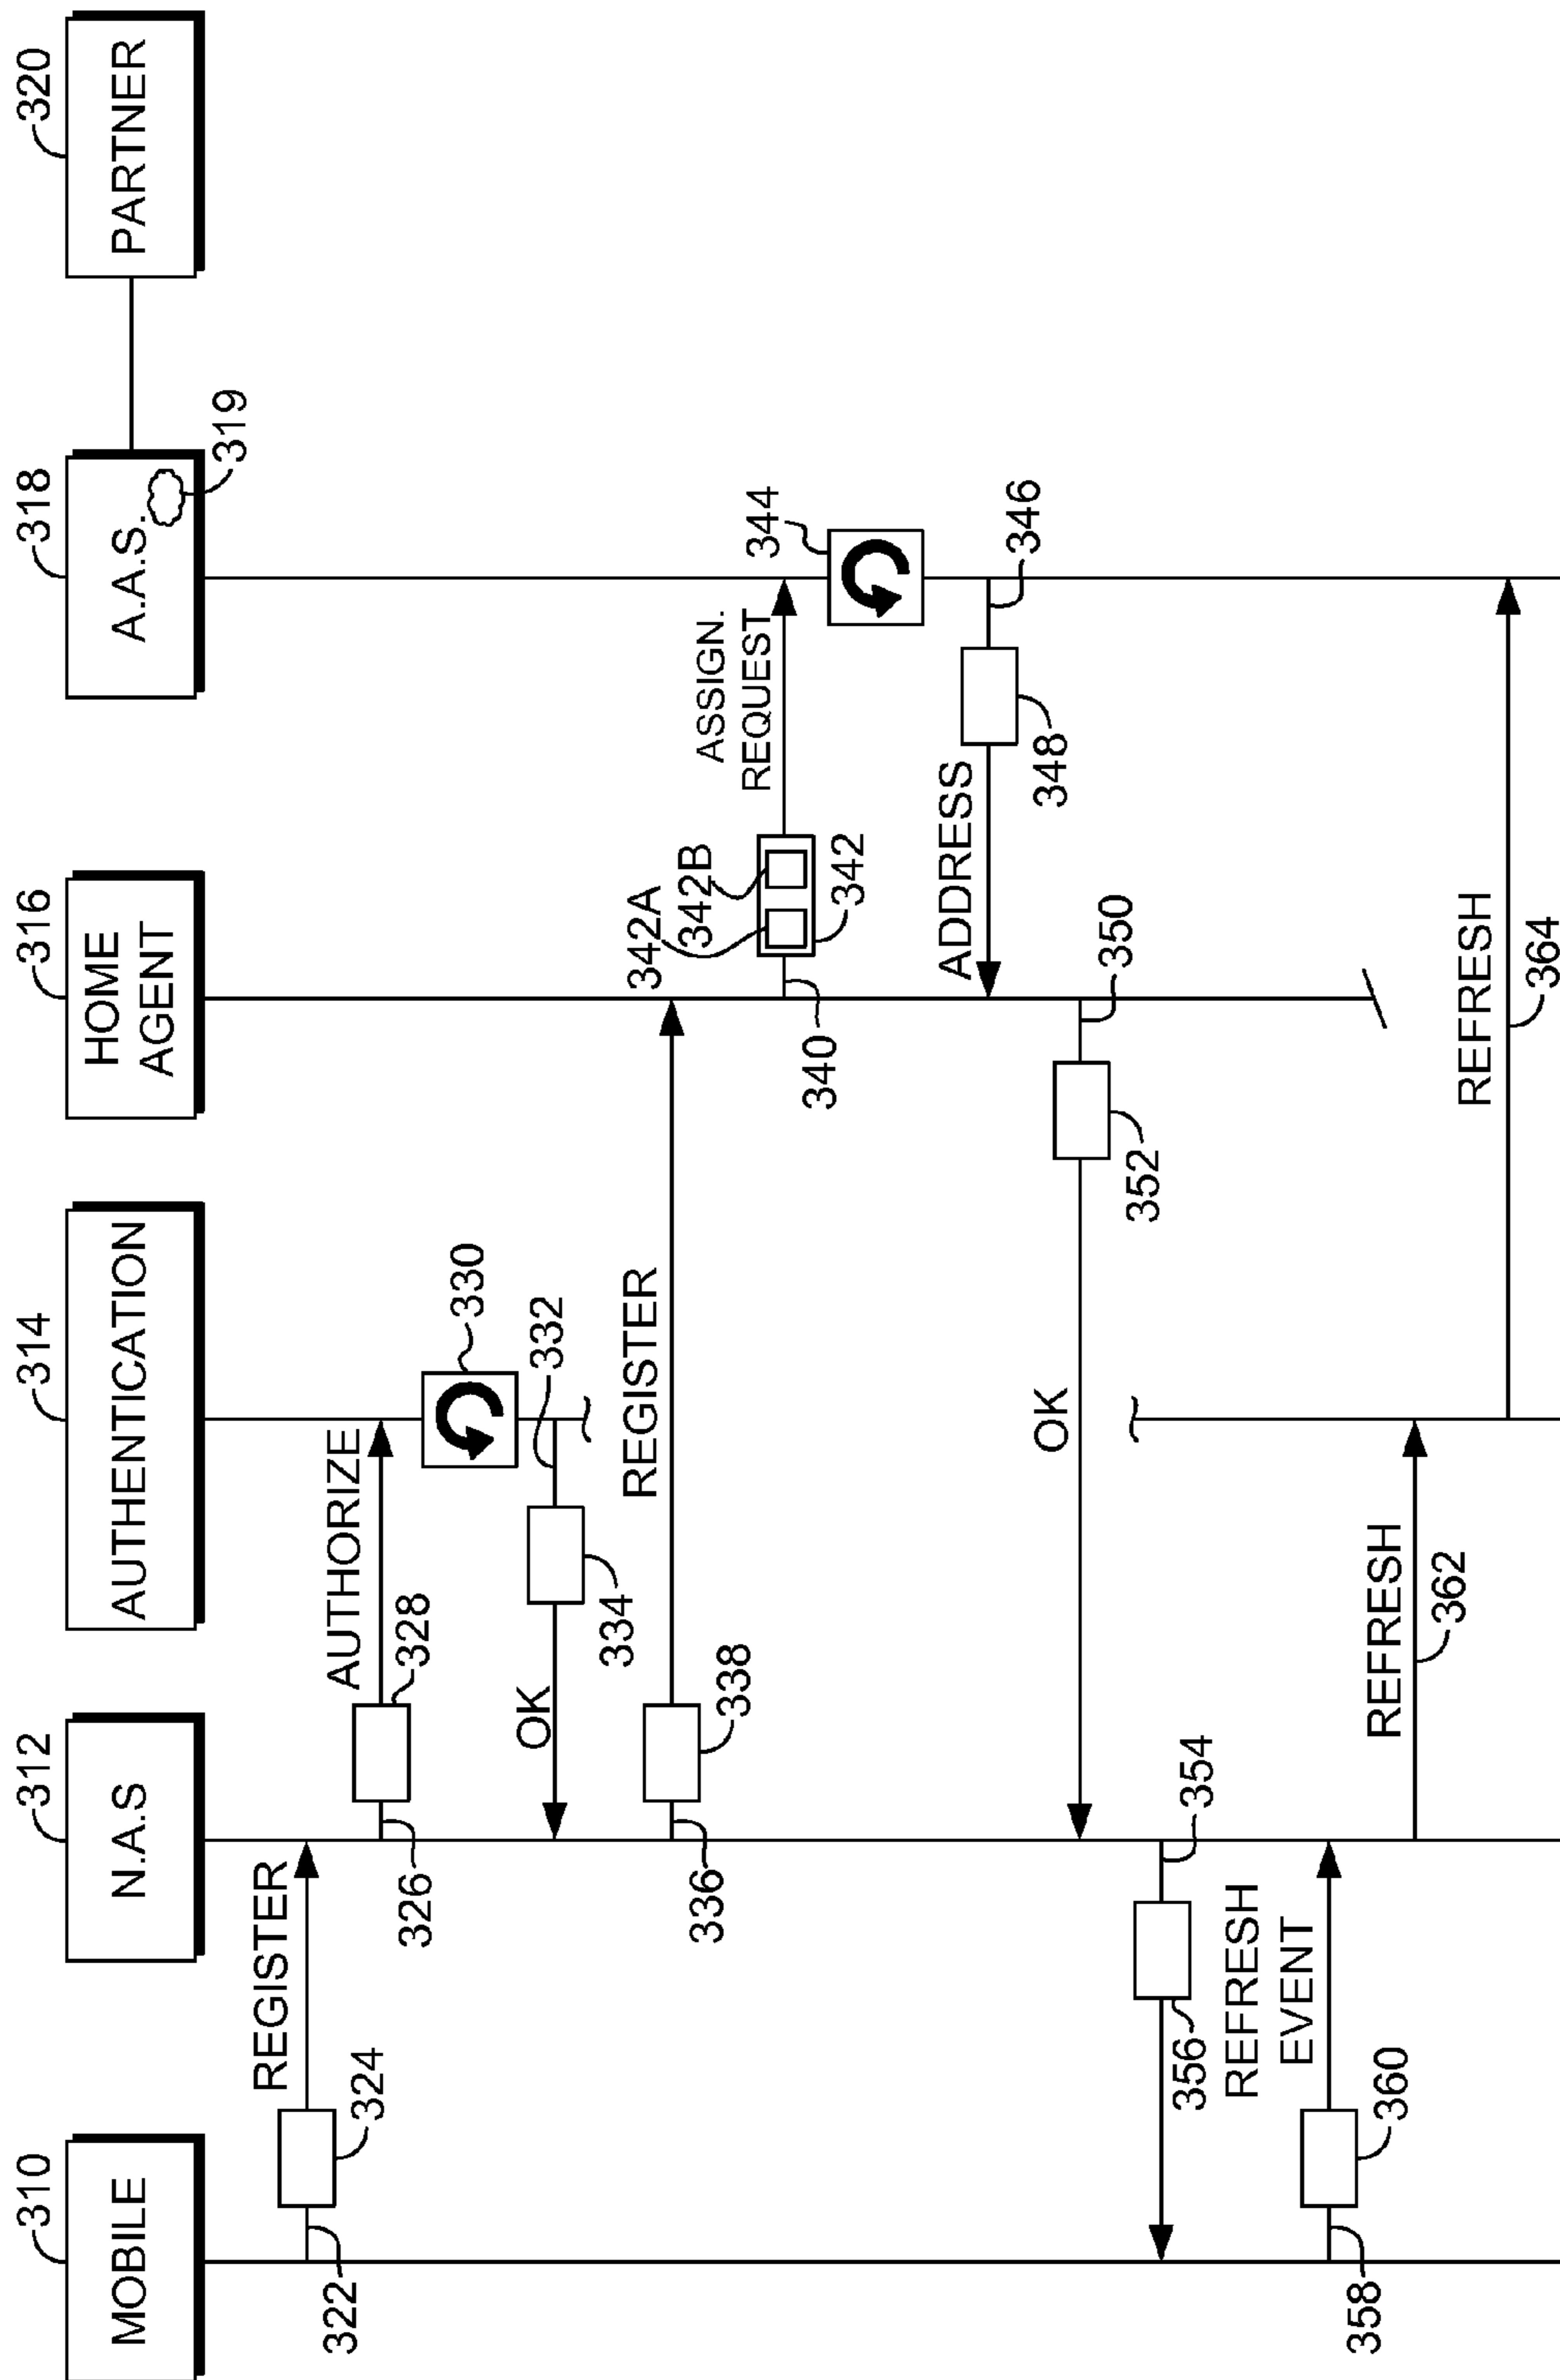 310
312
314
316
318
320
MOBILE
N.A.S
AUTHENTICATION
HOME
AGENT
A.A.S.
PARTNER
319
REGISTER
324
322
AUTHORIZE
328
326
330
332
OK
334
REGISTER
338
336
342A
342B
342
340
ASSIGN.
REQUEST
344
346
ADDRESS
348
350
352
OK
354
356
REFRESH
EVENT
360
358
REFRESH
362
REFRESH
364